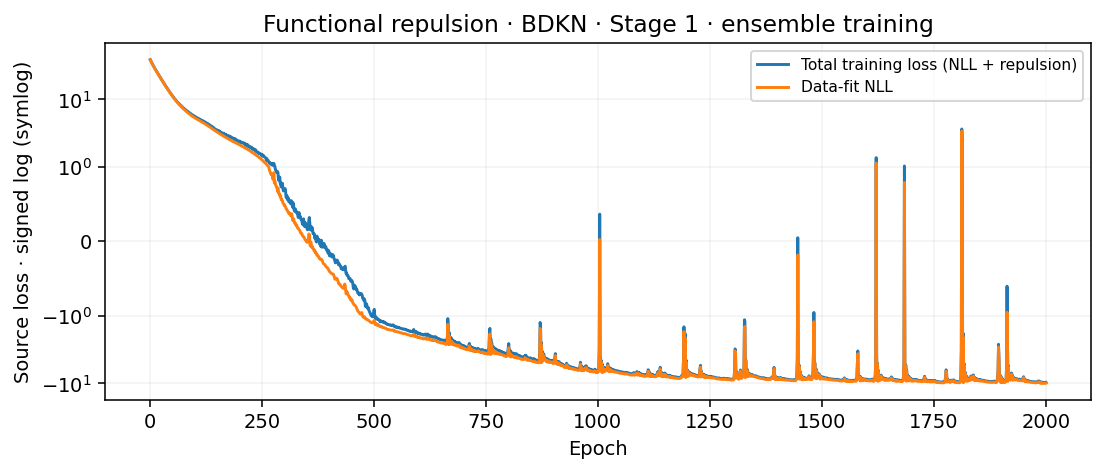 Functional repulsion · BDKN · Stage 1 · ensemble training
Total training loss (NLL + repulsion)
Data-fit NLL
Source loss · signed log (symlog)
10¹
10⁰
0
−10⁰
−10¹
0 250 500 750 1000 1250 1500 1750 2000
Epoch